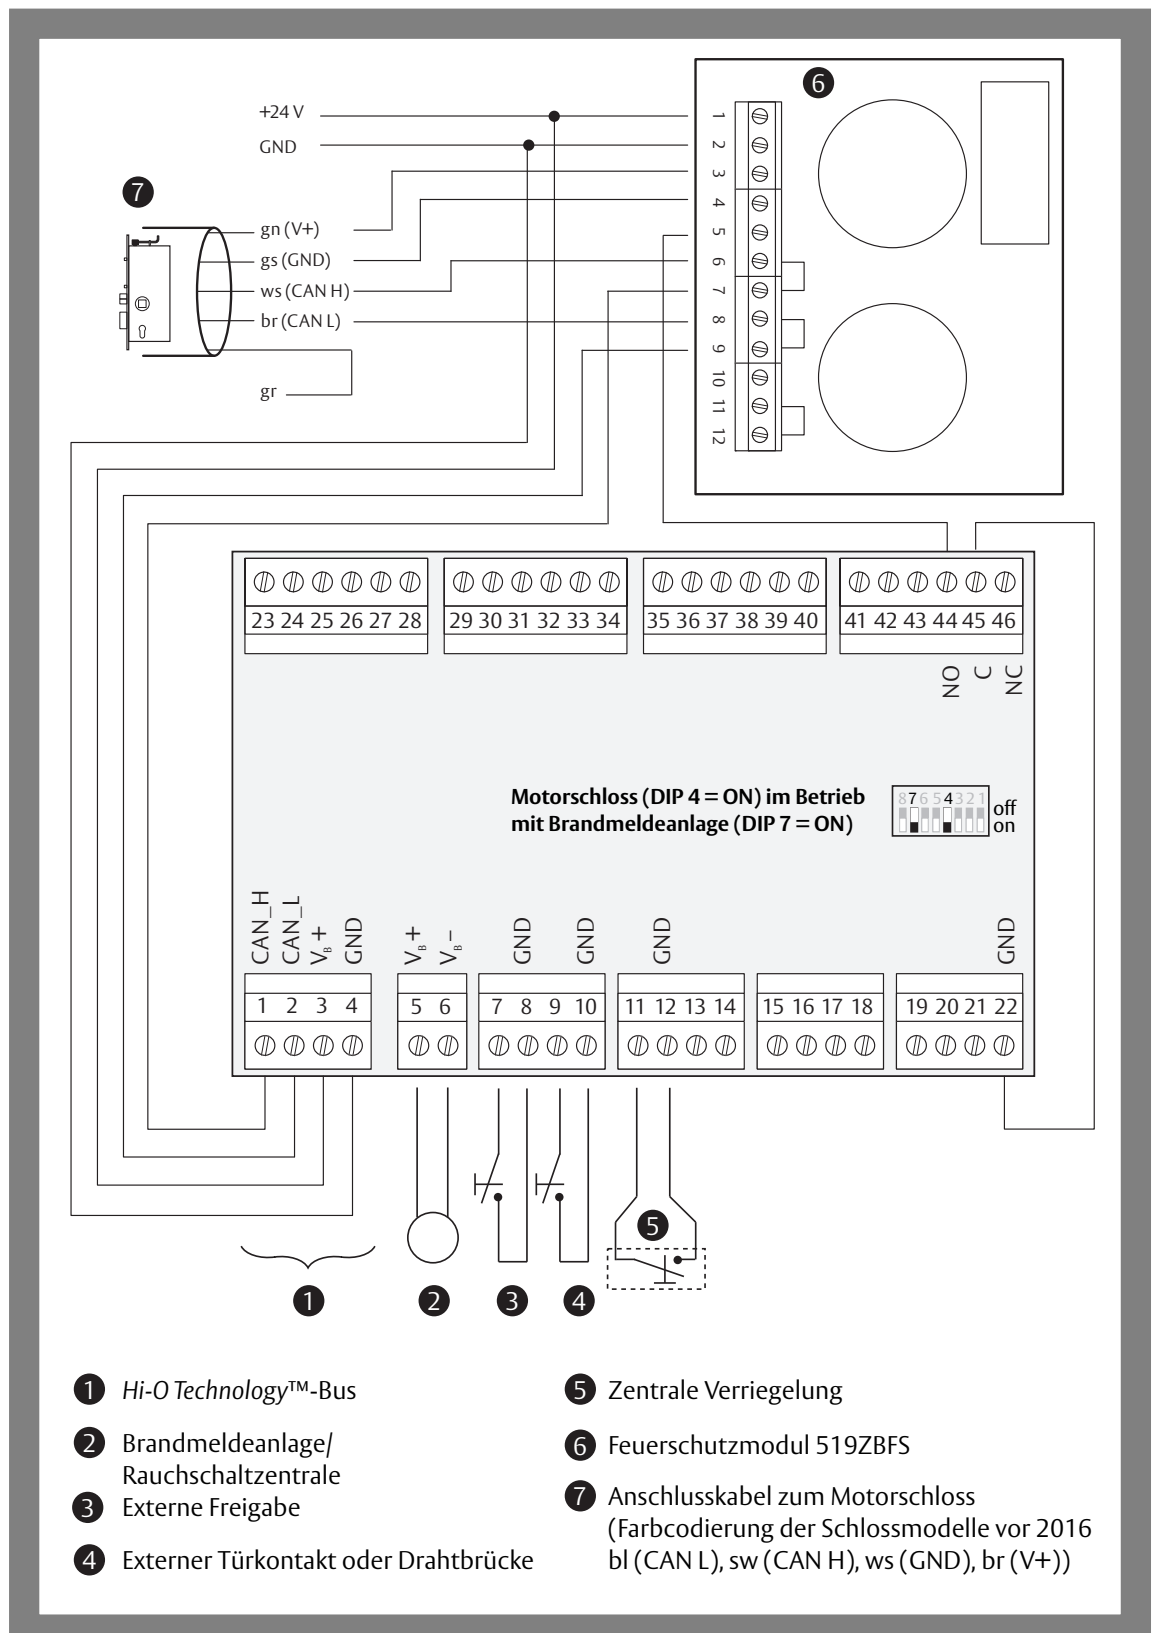 6
+24 V
GND
7
gn (V+)
gs (GND)
ws (CAN H)
br (CAN L)
gr
1
2
3
4
5
6
7
8
9
10
11
12
23 24 25 26 27 28
29 30 31 32 33 34
35 36 37 38 39 40
41 42 43 44 45 46
NO
C
NC
Motorschloss (DIP 4 = ON) im Betrieb
mit Brandmeldeanlage (DIP 7 = ON)
8 7 6 5 4 3 2 1
off
on
CAN_H
CAN_L
VB +
GND
VB +
VB –
GND
GND
GND
GND
1 2 3 4
5 6
7 8 9 10
11 12 13 14
15 16 17 18
19 20 21 22
5
1
2
3
4
1 Hi-O Technology™-Bus
2 Brandmeldeanlage/
Rauchschaltzentrale
3 Externe Freigabe
4 Externer Türkontakt oder Drahtbrücke
5 Zentrale Verriegelung
6 Feuerschutzmodul 519ZBFS
7 Anschlusskabel zum Motorschloss
(Farbcodierung der Schlossmodelle vor 2016
bl (CAN L), sw (CAN H), ws (GND), br (V+))